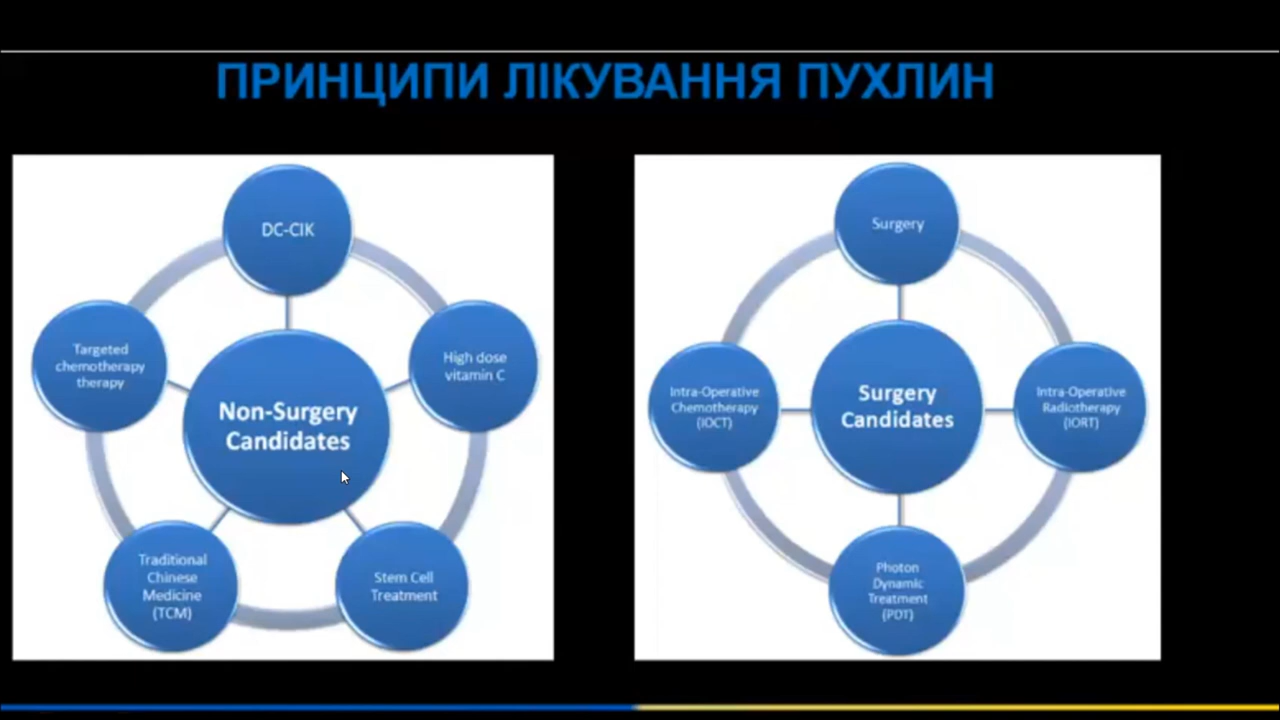 ПРИНЦИПИ ЛІКУВАННЯ ПУХЛИН
DC-CIK
High dose
vitamin C
Stem Cell
Treatment
Traditional
Chinese
Medicine
(TCM)
Targeted
chemotherapy
therapy
Non-Surgery
Candidates
Surgery
Intra-Operative
Radiotherapy
(IORT)
Photon
Dynamic
Treatment
(PDT)
Intra-Operative
Chemotherapy
(IOCT)
Surgery
Candidates